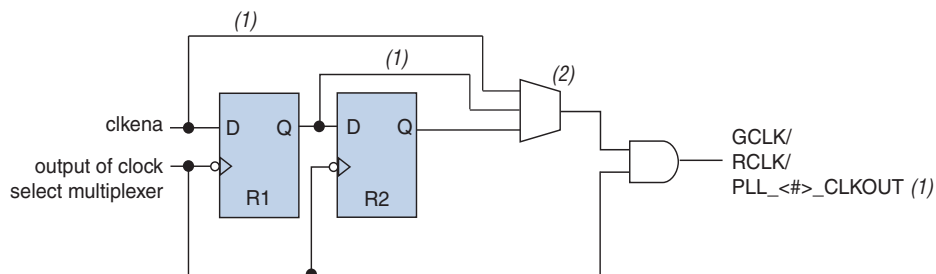 (1)
(1)
(2)
clkena
D
Q
D
Q
output of clock
select multiplexer
R1
R2
GCLK/
RCLK/
PLL_<#>_CLKOUT (1)